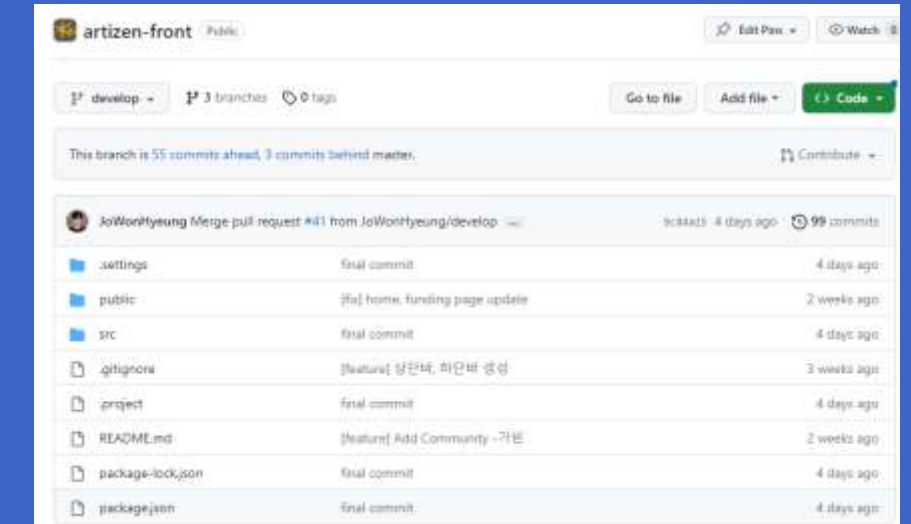 artizen-front Public
Edit Pins Watch
develop 3 branches 0 tags Go to file Add file Code
This branch is 55 commits ahead, 3 commits behind master. Contribute
JoWonHyeung Merge pull request #41 from JoWonHyeung/develop 4 days ago 99 commits
.settings final commit 4 days ago
public [fix] home, funding page update 2 weeks ago
src final commit 4 days ago
.gitignore [feature] 상단바, 하단바 생성 3 weeks ago
.project final commit 4 days ago
README.md [feature] Add Community -기본 2 weeks ago
package-lock.json final commit 4 days ago
package.json final commit 4 days ago